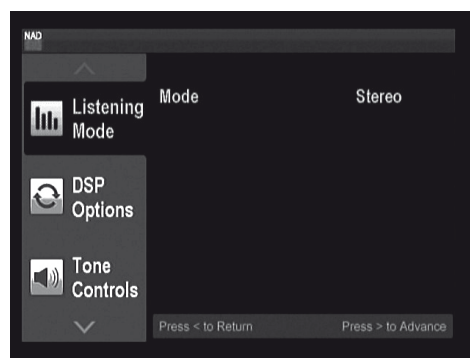 NAD
Listening
Mode
Mode Stereo
DSP
Options
Tone
Controls
Press < to Return Press > to Advance